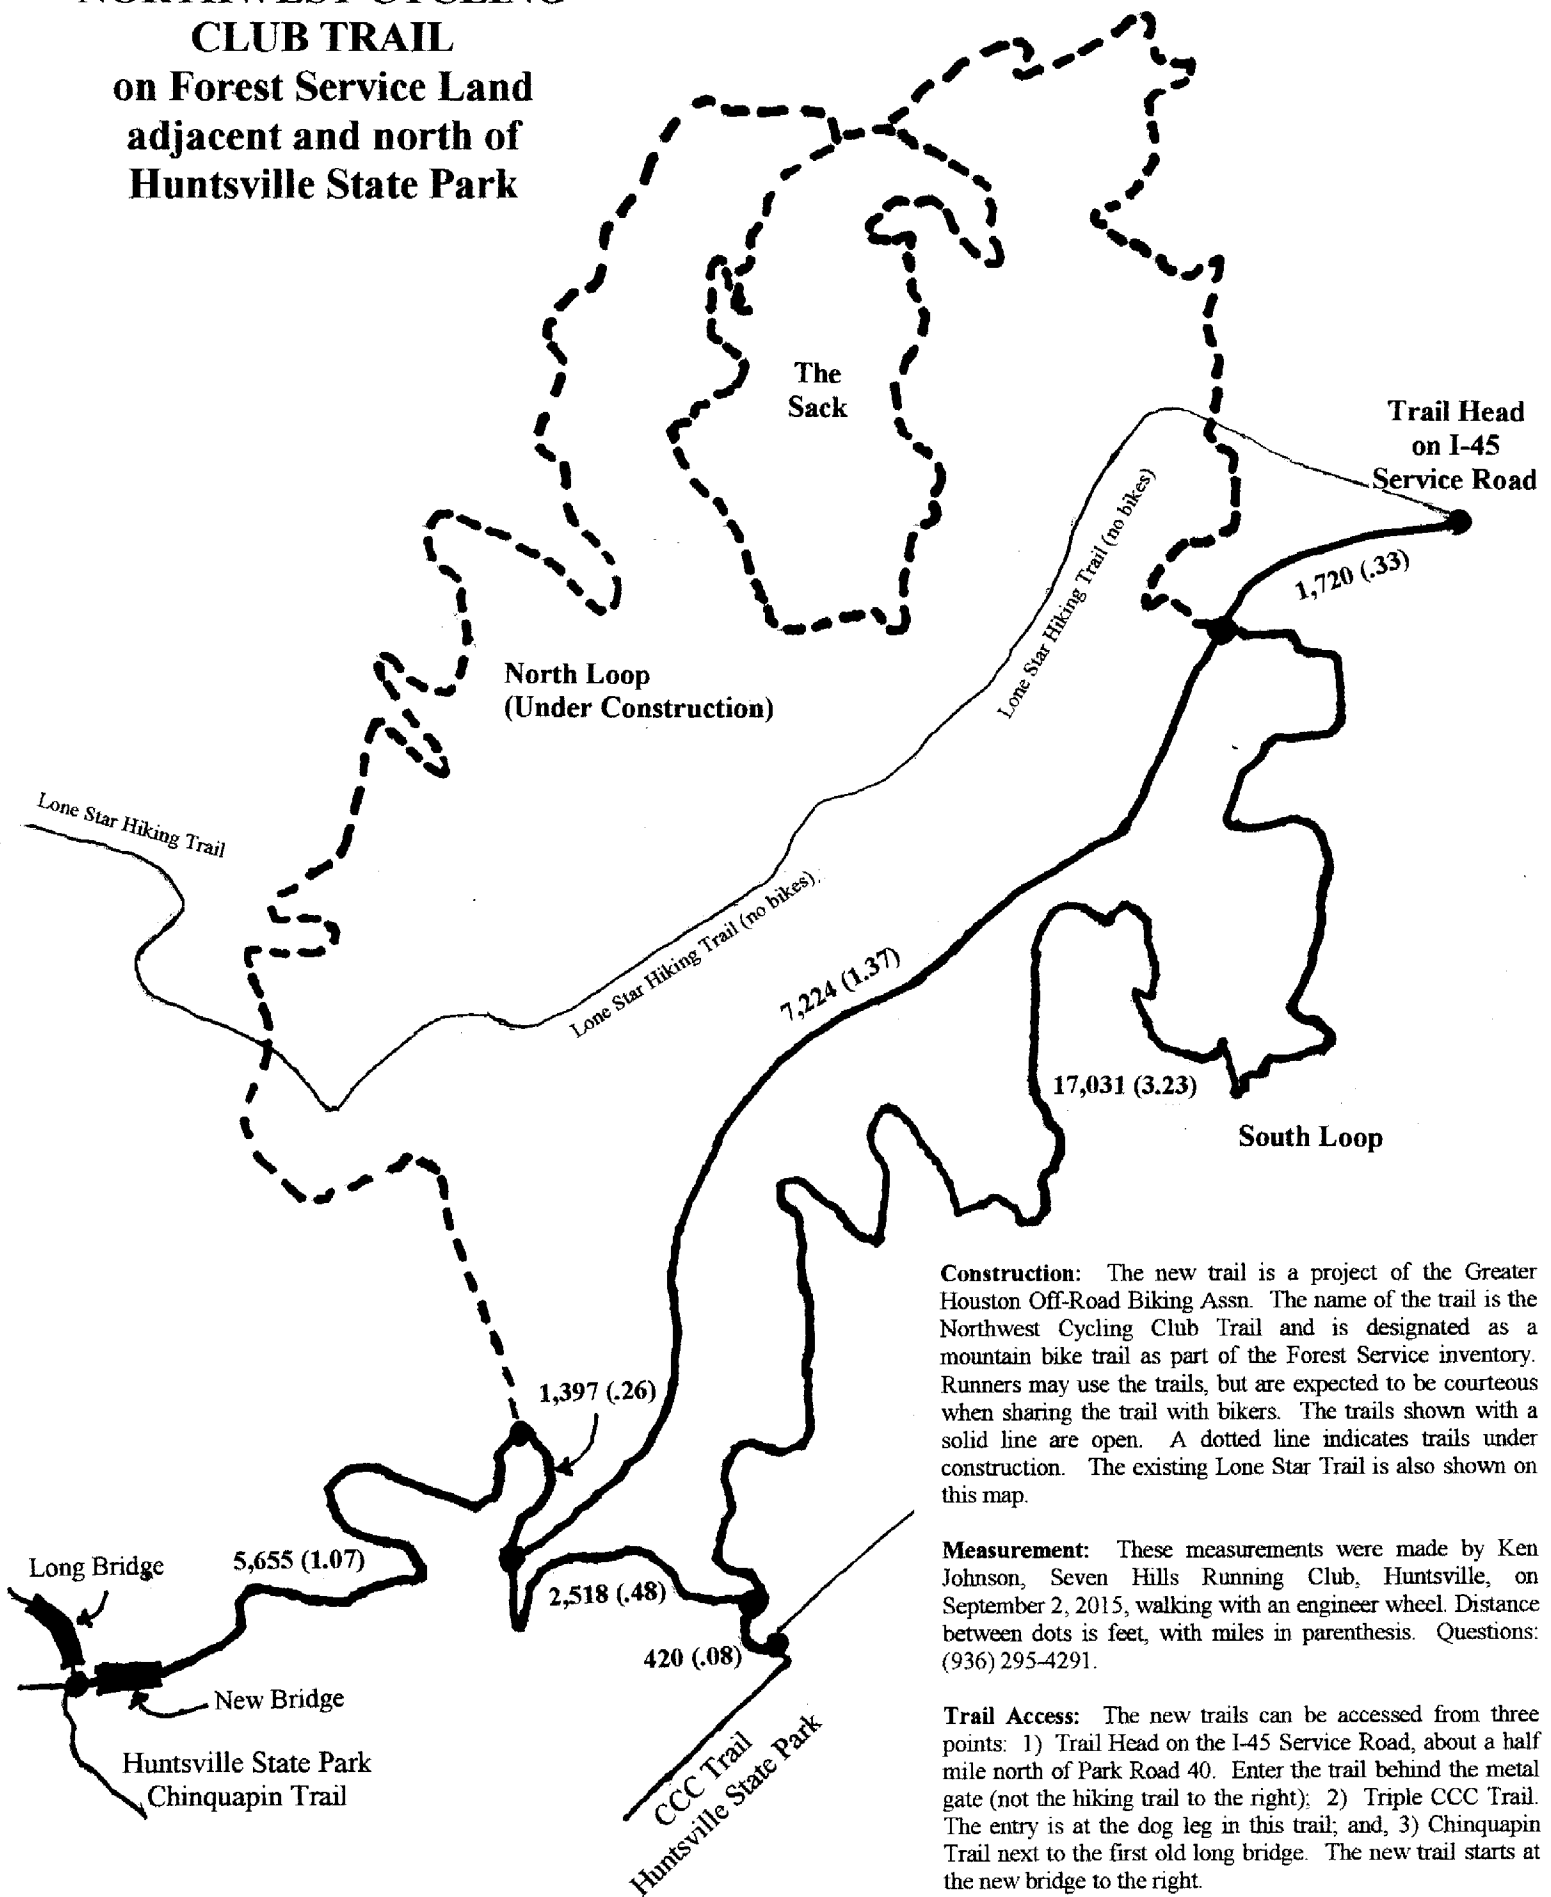 NORTHWEST CYCLING
CLUB TRAIL
on Forest Service Land
adjacent and north of
Huntsville State Park
The
Sack
Trail Head
on I-45
Service Road
1,720 (.33)
Lone Star Hiking Trail (no bikes)
North Loop
(Under Construction)
Lone Star Hiking Trail
Lone Star Hiking Trail (no bikes)
7,224 (1.37)
17,031 (3.23)
South Loop
1,397 (.26)
Long Bridge
5,655 (1.07)
2,518 (.48)
420 (.08)
New Bridge
Huntsville State Park
Chinquapin Trail
CCC Trail
Huntsville State Park
Construction: The new trail is a project of the Greater
Houston Off-Road Biking Assn. The name of the trail is the
Northwest Cycling Club Trail and is designated as a
mountain bike trail as part of the Forest Service inventory.
Runners may use the trails, but are expected to be courteous
when sharing the trail with bikers. The trails shown with a
solid line are open. A dotted line indicates trails under
construction. The existing Lone Star Trail is also shown on
this map.
Measurement: These measurements were made by Ken
Johnson, Seven Hills Running Club, Huntsville, on
September 2, 2015, walking with an engineer wheel. Distance
between dots is feet, with miles in parenthesis. Questions:
(936) 295-4291.
Trail Access: The new trails can be accessed from three
points: 1) Trail Head on the I-45 Service Road, about a half
mile north of Park Road 40. Enter the trail behind the metal
gate (not the hiking trail to the right); 2) Triple CCC Trail.
The entry is at the dog leg in this trail; and, 3) Chinquapin
Trail next to the first old long bridge. The new trail starts at
the new bridge to the right.